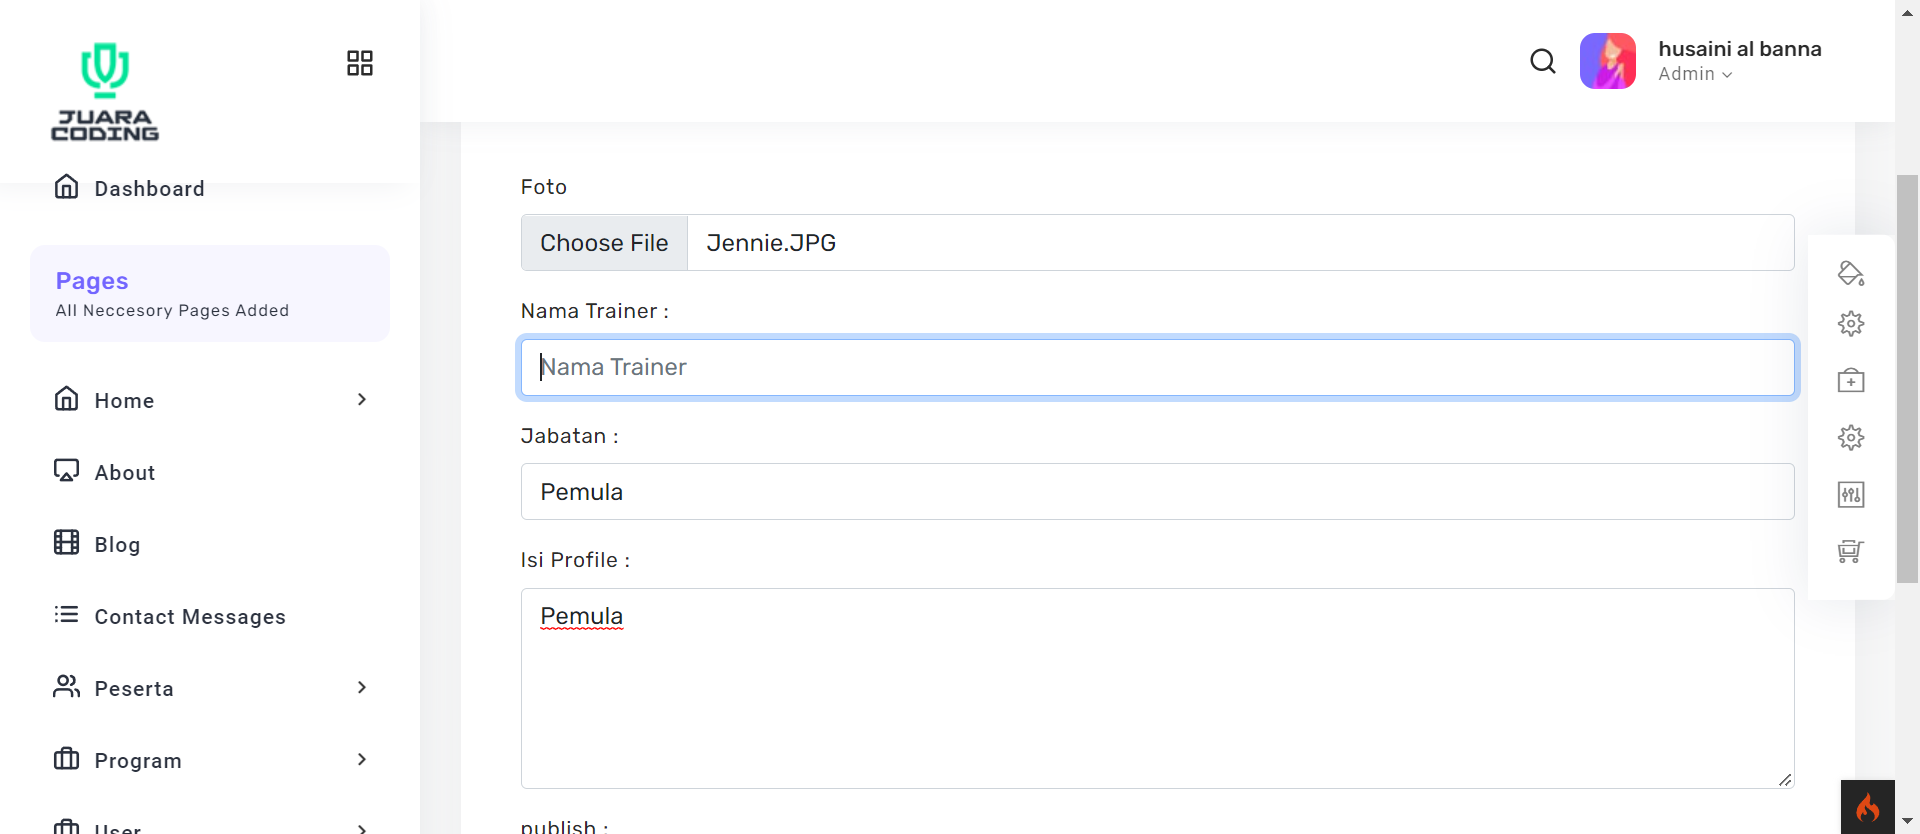 JUARA
CODING
Dashboard
Pages
All Neccesory Pages Added
Home
About
Blog
Contact Messages
Peserta
Program
User
husaini al banna
Admin
Foto
Choose File Jennie.JPG
Nama Trainer :
Nama Trainer
Jabatan :
Pemula
Isi Profile :
Pemula
publish :